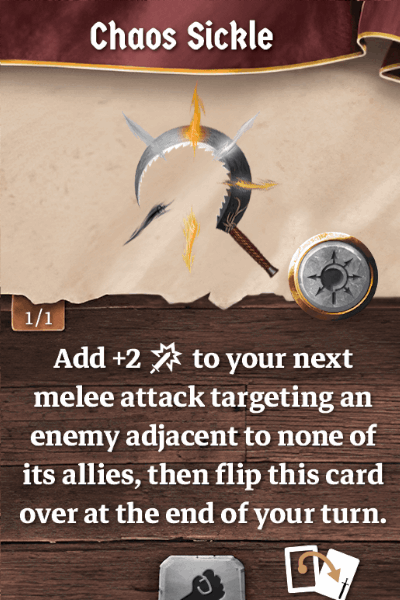 Chaos Sickle
1/1
Add +2 to your next
melee attack targeting an
enemy adjacent to none of
its allies, then flip this card
over at the end of your turn.